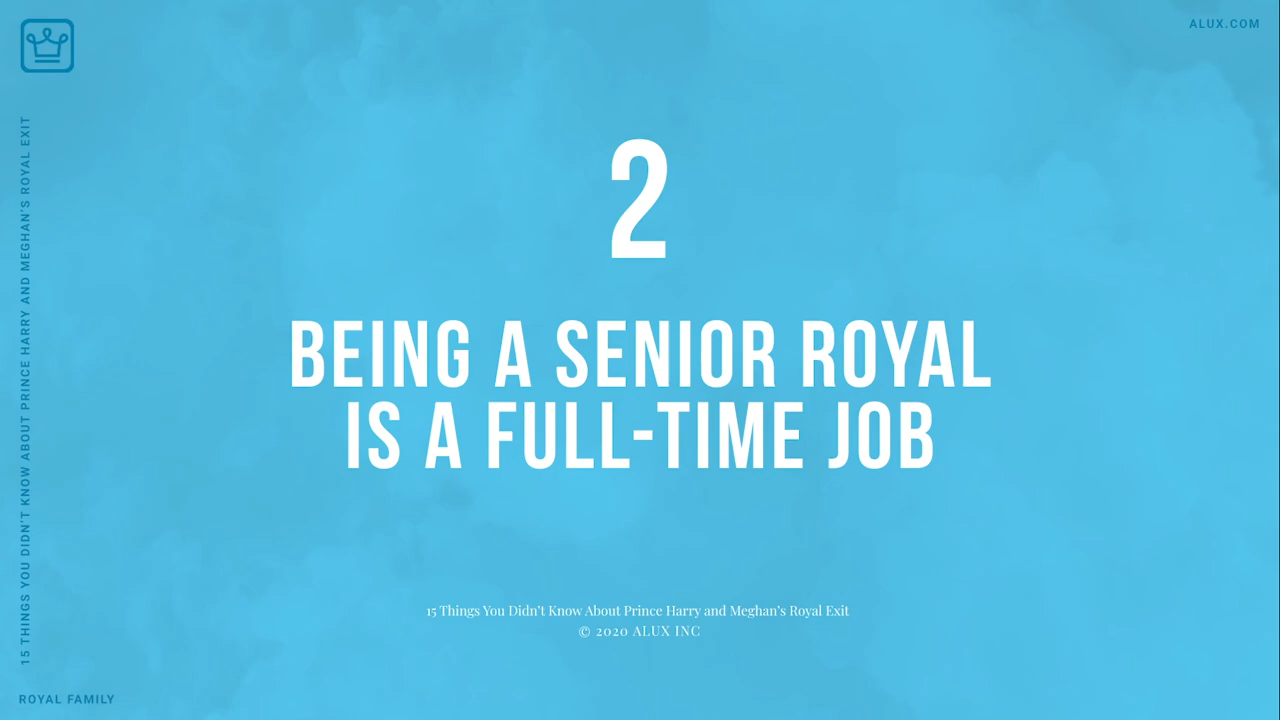 ALUX.COM
15 THINGS YOU DIDN'T KNOW ABOUT PRINCE HARRY AND MEGHAN'S ROYAL EXIT
2
BEING A SENIOR ROYAL
IS A FULL-TIME JOB
15 Things You Didn't Know About Prince Harry and Meghan's Royal Exit
© 2020 ALUX INC
ROYAL FAMILY